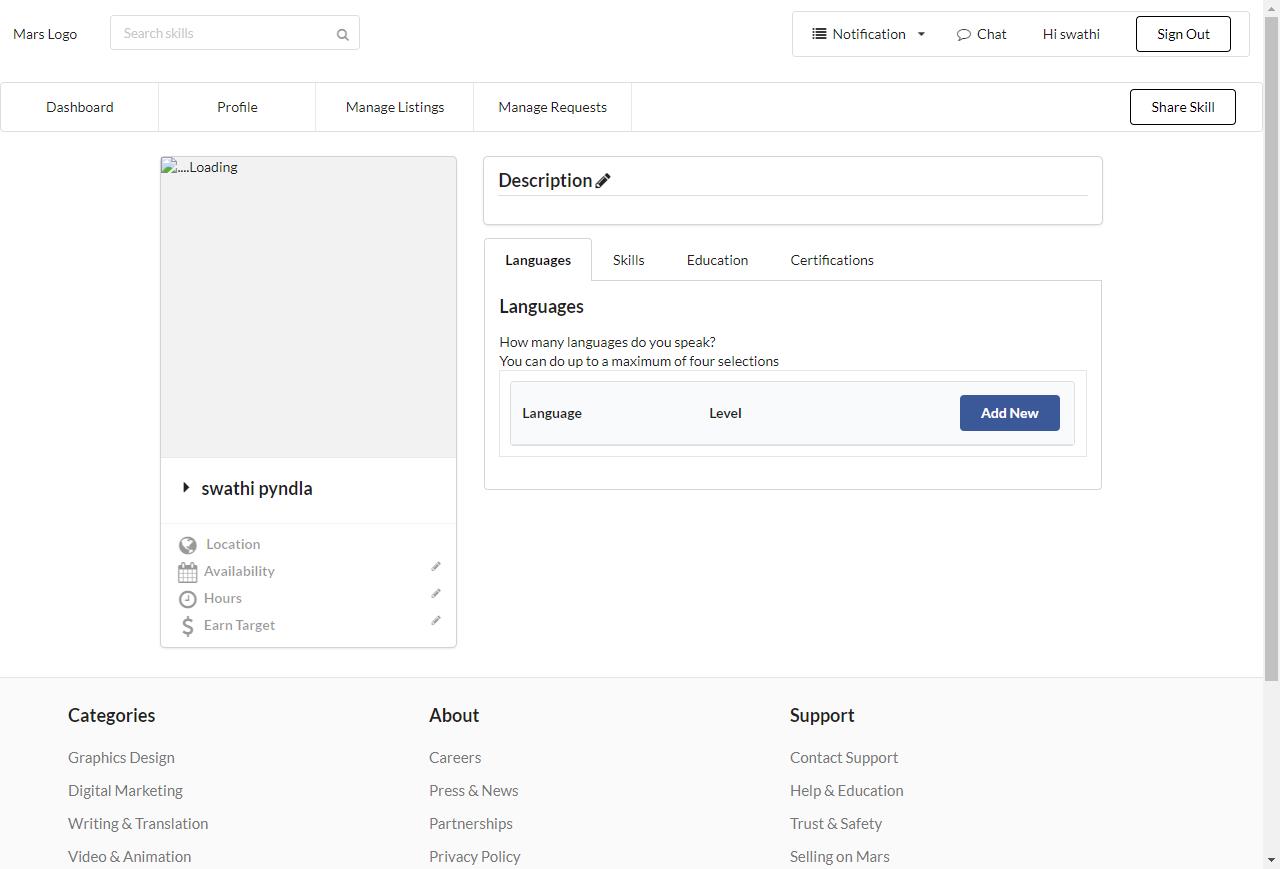 Mars Logo
Search skills
Notification
Chat
Hi swathi
Sign Out
Dashboard
Profile
Manage Listings
Manage Requests
Share Skill
....Loading
swathi pyndla
Location
Availability
Hours
Earn Target
Description
Languages
Skills
Education
Certifications
Languages
How many languages do you speak?
You can do up to a maximum of four selections
Language
Level
Add New
Categories
Graphics Design
Digital Marketing
Writing & Translation
Video & Animation
About
Careers
Press & News
Partnerships
Privacy Policy
Support
Contact Support
Help & Education
Trust & Safety
Selling on Mars